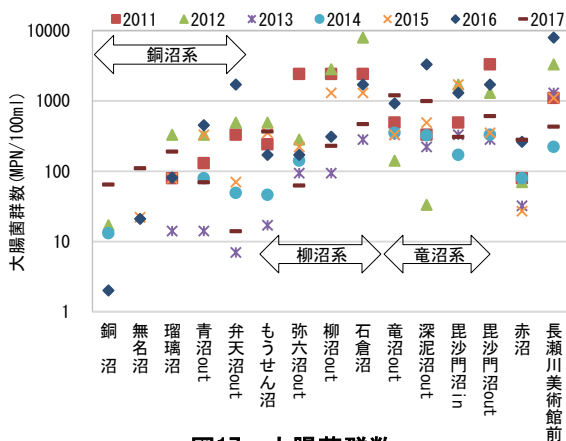 2011 2012 2013 2014 2015 2016 2017
大腸菌群数(MPN/100ml)
10000
1000
100
10
1
銅沼系
柳沼系
竜沼系
銅 沼
無名沼
瑠璃沼
青沼out
弁天沼out
もうせん沼
弥六沼out
柳沼out
石倉沼
竜沼out
深泥沼out
毘沙門沼in
毘沙門沼out
赤沼
長瀬川美術館前